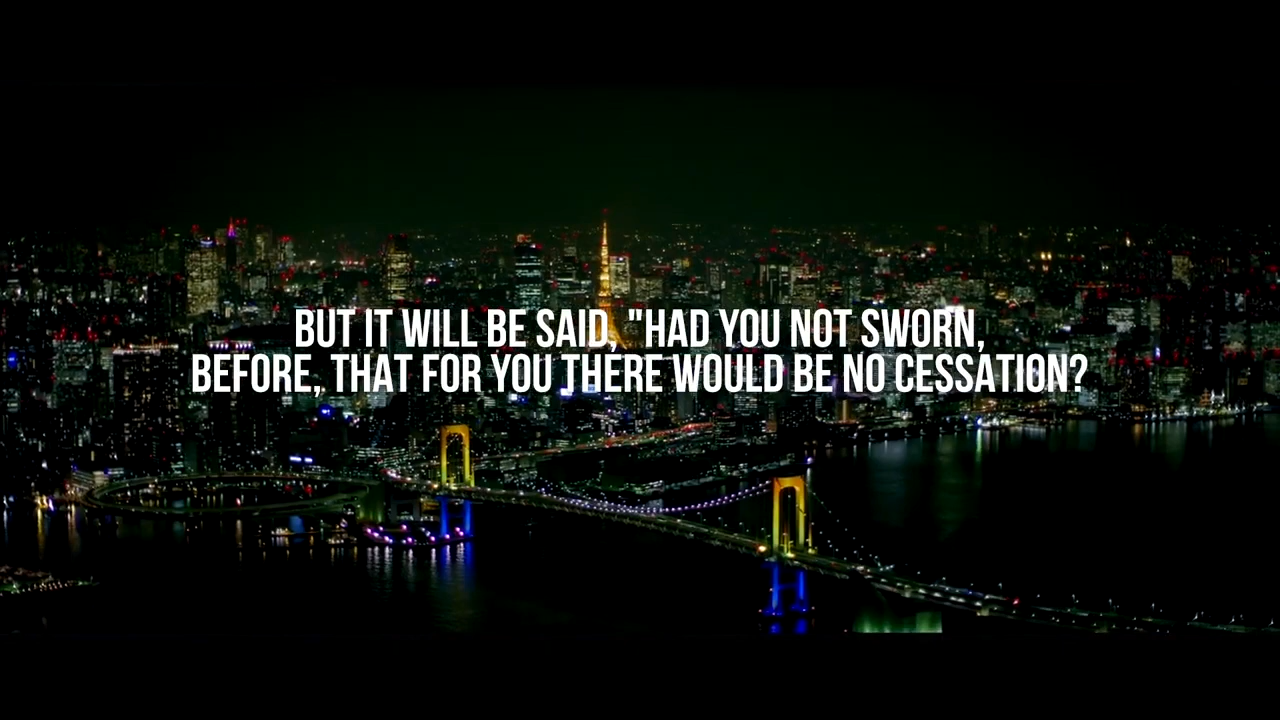 BUT IT WILL BE SAID, "HAD YOU NOT SWORN,
BEFORE, THAT FOR YOU THERE WOULD BE NO CESSATION?